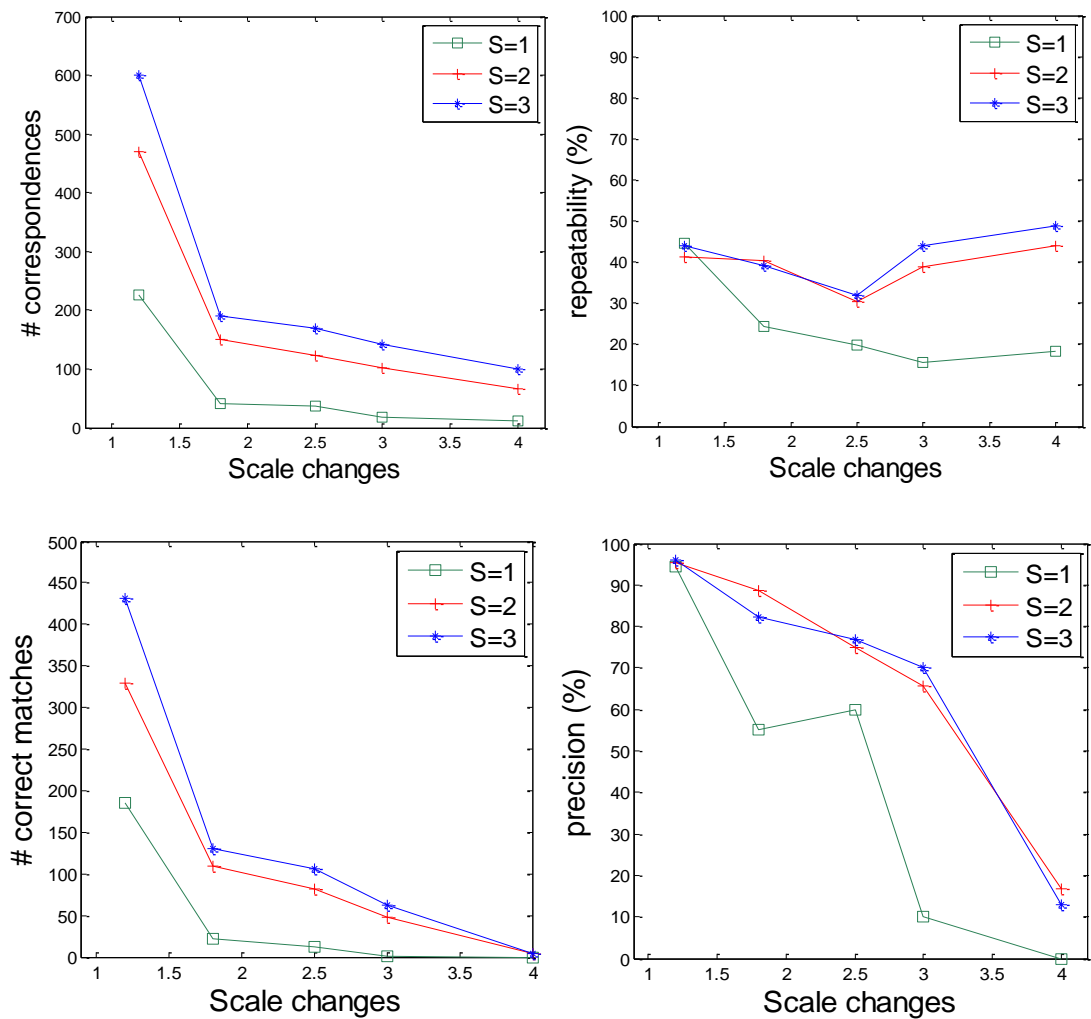 # correspondences
700
600
500
400
300
200
100
0
1 1.5 2 2.5 3 3.5 4
Scale changes
S=1
S=2
S=3
repeatability (%)
100
90
80
70
60
50
40
30
20
10
0
1 1.5 2 2.5 3 3.5 4
Scale changes
S=1
S=2
S=3
# correct matches
500
450
400
350
300
250
200
150
100
50
0
1 1.5 2 2.5 3 3.5 4
Scale changes
S=1
S=2
S=3
precision (%)
100
90
80
70
60
50
40
30
20
10
0
1 1.5 2 2.5 3 3.5 4
Scale changes
S=1
S=2
S=3